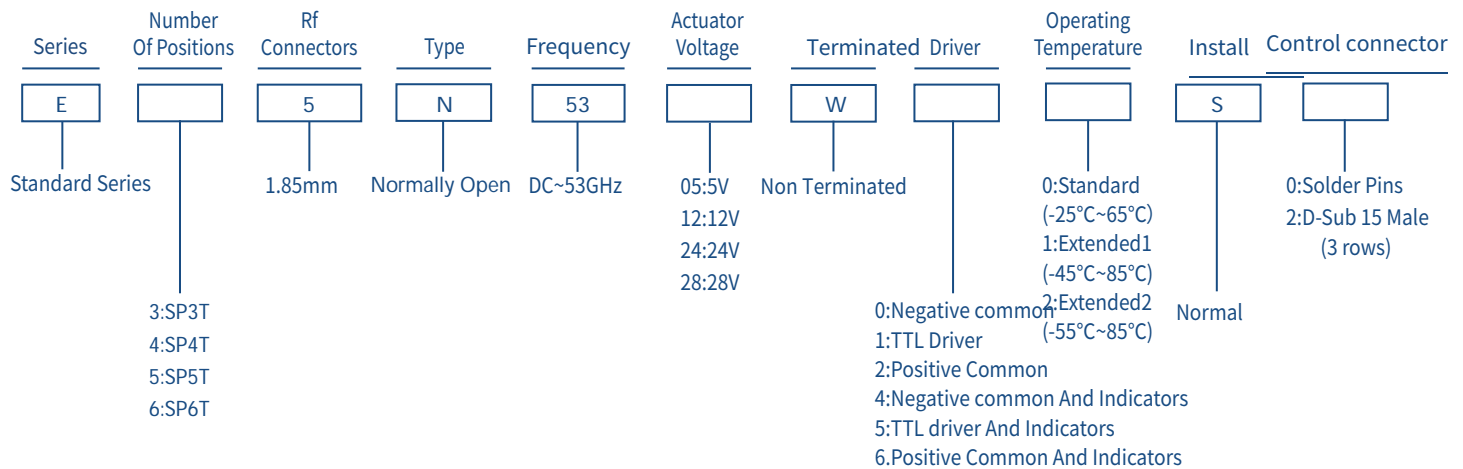 Series
Number
Of Positions
Rf
Connectors
Type
Frequency
Actuator
Voltage
Terminated
Driver
Operating
Temperature
Install
Control connector
E
5
N
53
W
S
Standard Series
1.85mm
Normally Open
DC~53GHz
05:5V
12:12V
24:24V
28:28V
Non Terminated
0:Standard
(-25°C~65°C)
1:Extended1
(-45°C~85°C)
2:Extended2
(-55°C~85°C)
0:Solder Pins
2:D-Sub 15 Male
(3 rows)
3:SP3T
4:SP4T
5:SP5T
6:SP6T
0:Negative common
1:TTL Driver
2:Positive Common
4:Negative common And Indicators
5:TTL driver And Indicators
6.Positive Common And Indicators
Normal